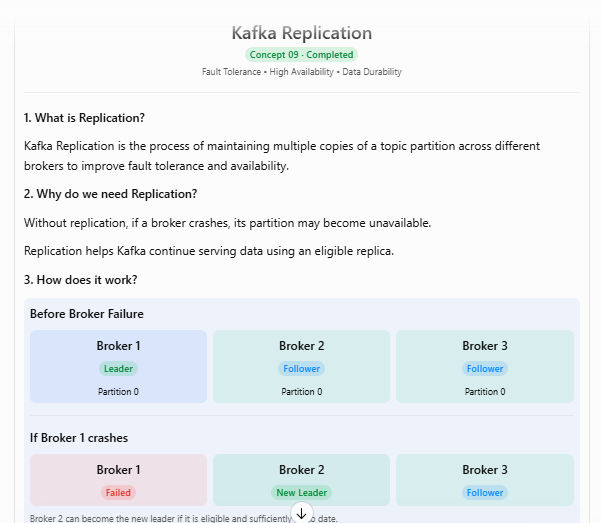 Kafka Replication
Concept 09 · Completed
Fault Tolerance • High Availability • Data Durability
1. What is Replication?
Kafka Replication is the process of maintaining multiple copies of a topic partition across different
brokers to improve fault tolerance and availability.
2. Why do we need Replication?
Without replication, if a broker crashes, its partition may become unavailable.
Replication helps Kafka continue serving data using an eligible replica.
3. How does it work?
Before Broker Failure
Broker 1
Leader
Partition 0
Broker 2
Follower
Partition 0
Broker 3
Follower
Partition 0
If Broker 1 crashes
Broker 1
Failed
Broker 2
New Leader
Broker 3
Follower
Broker 2 can become the new leader if it is eligible and sufficiently to date.